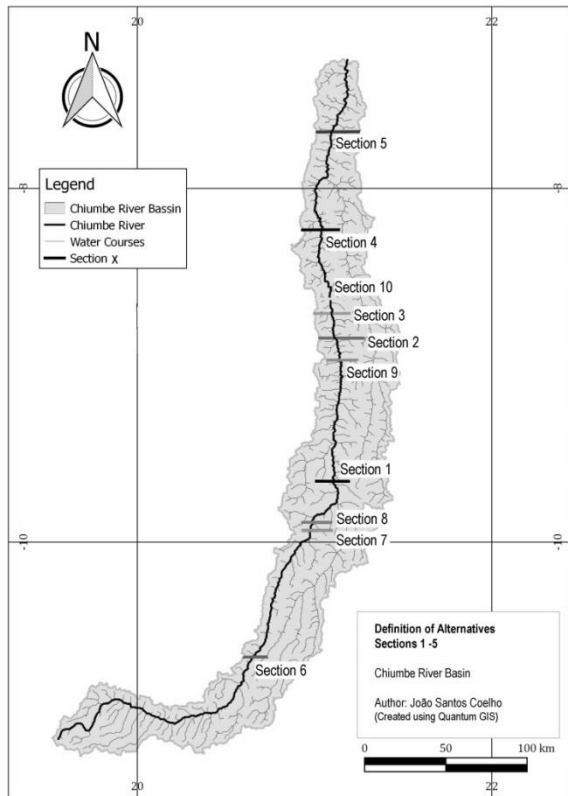 20
22
N
Legend
Chiumbe River Bassin
Chiumbe River
Water Courses
Section x
Section 5
-8
-8
Section 4
Section 10
Section 3
Section 2
Section 9
Section 1
Section 8
-10
-10
Section 7
Section 6
Definition of Alternatives
Sections 1 -5
Chiumbe River Basin
Author: João Santos Coelho
(Created using Quantum GIS)
0 50 100 km
20
22